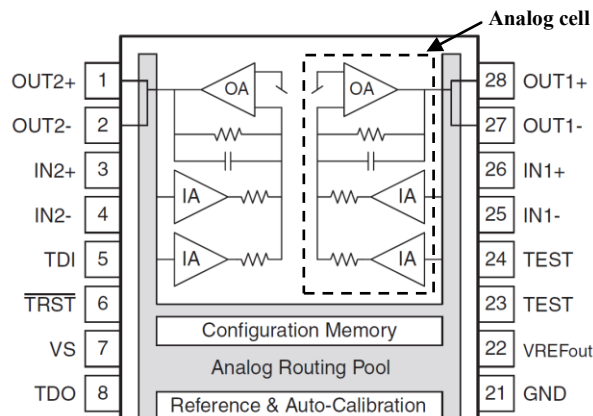 Analog cell
OUT2+ 1 OA OA 28 OUT1+
OUT2- 2 27 OUT1-
IN2+ 3 26 IN1+
IN2- 4 IA IA 25 IN1-
TDI 5 IA IA 24 TEST
TRST 6 23 TEST
VS 7 Configuration Memory 22 VREFout
Analog Routing Pool
TDO 8 21 GND
Reference & Auto-Calibration